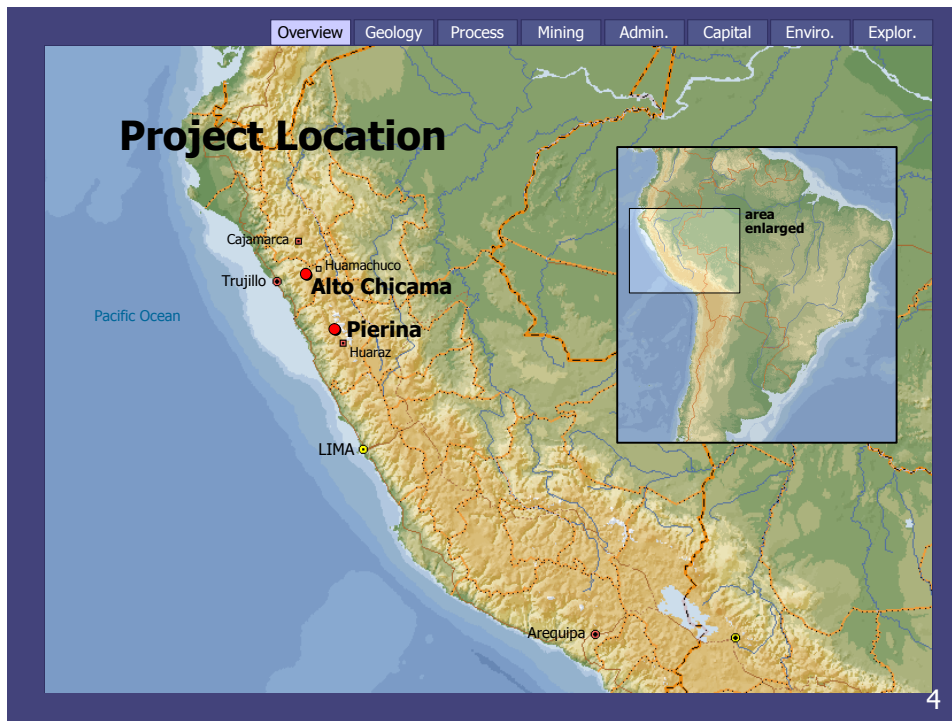 Overview Geology Process Mining Admin. Capital Enviro. Explor.
Project Location
area
enlarged
Cajamarca
Huamachuco
Trujillo
Alto Chicama
Pacific Ocean
Pierina
Huaraz
LIMA
Arequipa
4